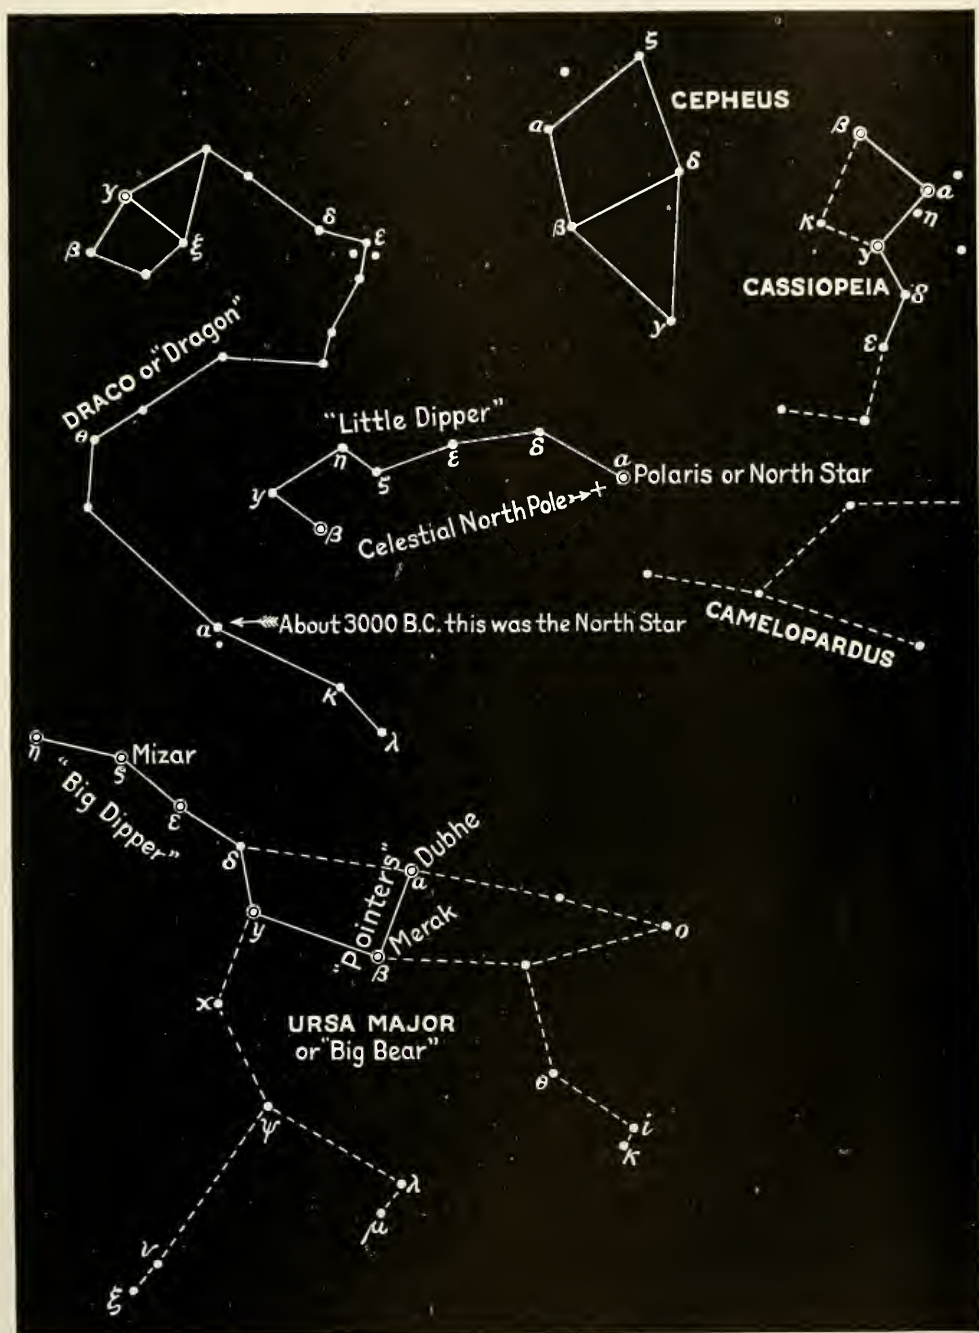 ζ
CEPHEUS
α
δ
β
γ
β
α
η
κ
γ
CASSIOPEIA
δ
ε
γ
δ
ε
β
ξ
DRACO or "Dragon"
θ
"Little Dipper"
η
ζ
ε
δ
α
Polaris or North Star
γ
β
Celestial North Pole
α
About 3000 B.C. this was the North Star
CAMELOPARDUS
κ
λ
η
ζ
Mizar
"Big Dipper"
ε
δ
"Pointers"
Dubhe
α
γ
Merak
β
ο
χ
URSA MAJOR
or "Big Bear"
θ
ψ
ι
κ
λ
μ
ν
ξ